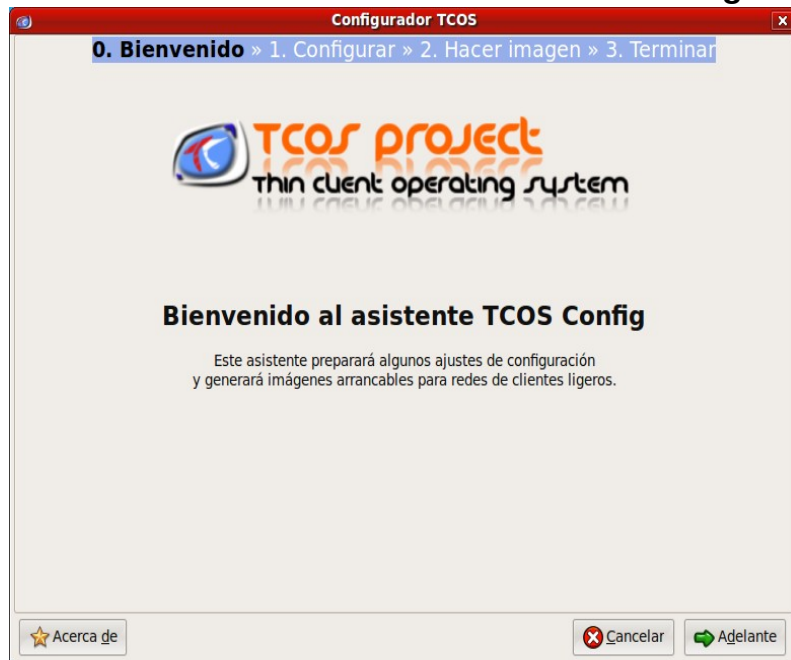 Configurador TCOS
0. Bienvenido » 1. Configurar » 2. Hacer imagen » 3. Terminar
TCOS project
Thin client operating system
Bienvenido al asistente TCOS Config
Este asistente preparará algunos ajustes de configuración
y generará imágenes arrancables para redes de clientes ligeros.
Acerca de
Cancelar
Adelante